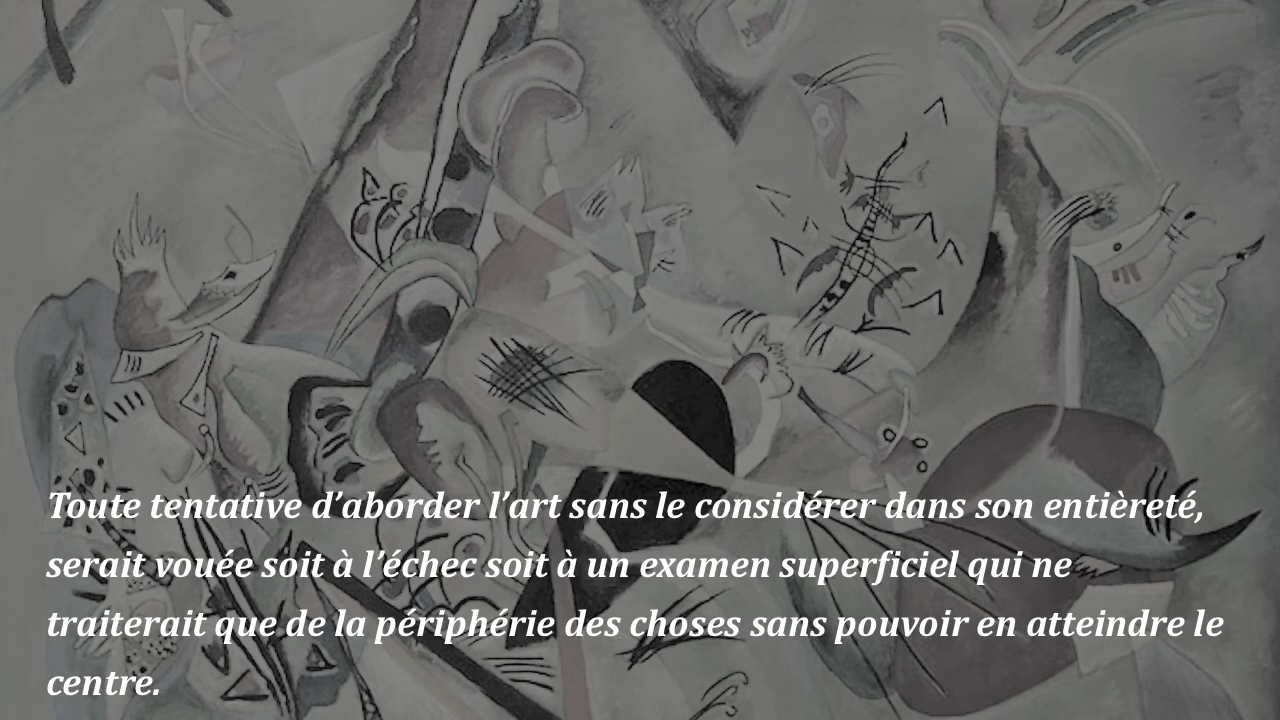 Toute tentative d’aborder l’art sans le considérer dans son entièreté,
serait vouée soit à l’échec soit à un examen superficiel qui ne
traiterait que de la périphérie des choses sans pouvoir en atteindre le
centre.